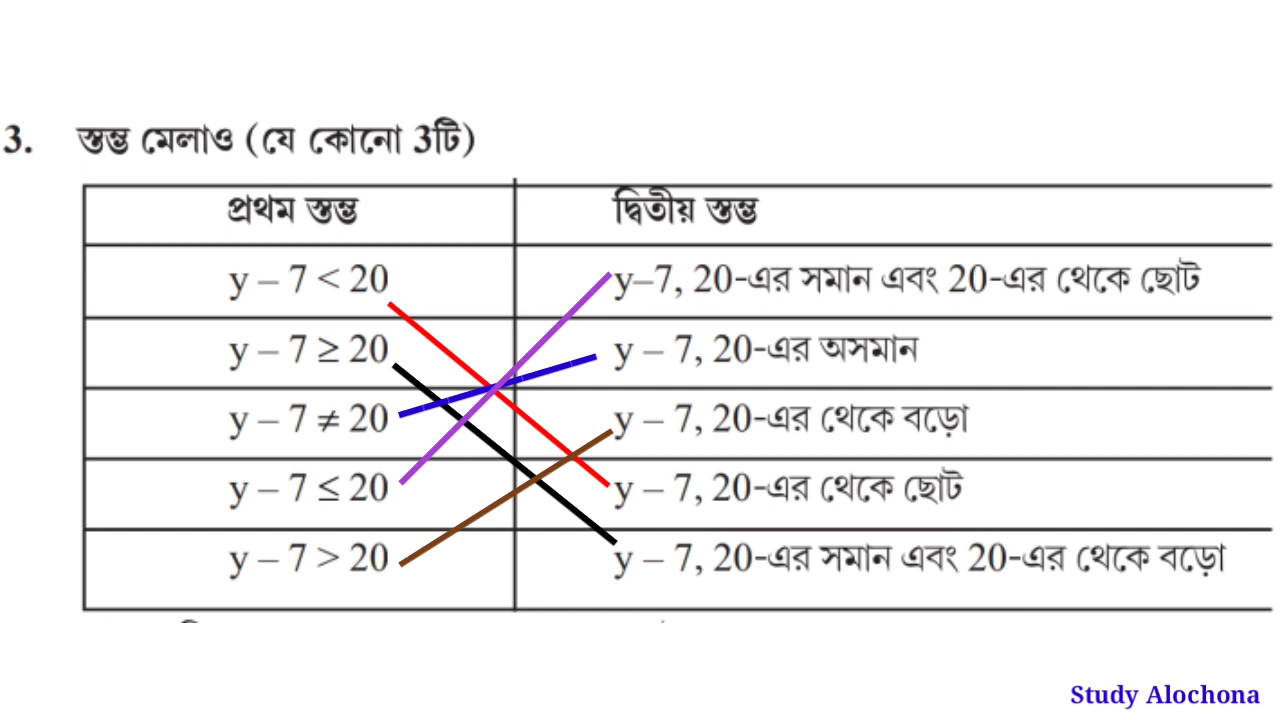 3. স্তম্ভ মেলাও (যে কোনো 3টি)
প্রথম স্তম্ভ দ্বিতীয় স্তম্ভ
y – 7 < 20 y–7, 20-এর সমান এবং 20-এর থেকে ছোট
y – 7 ≥ 20 y – 7, 20-এর অসমান
y – 7 ≠ 20 y – 7, 20-এর থেকে বড়ো
y – 7 ≤ 20 y – 7, 20-এর থেকে ছোট
y – 7 > 20 y – 7, 20-এর সমান এবং 20-এর থেকে বড়ো
Study Alochona